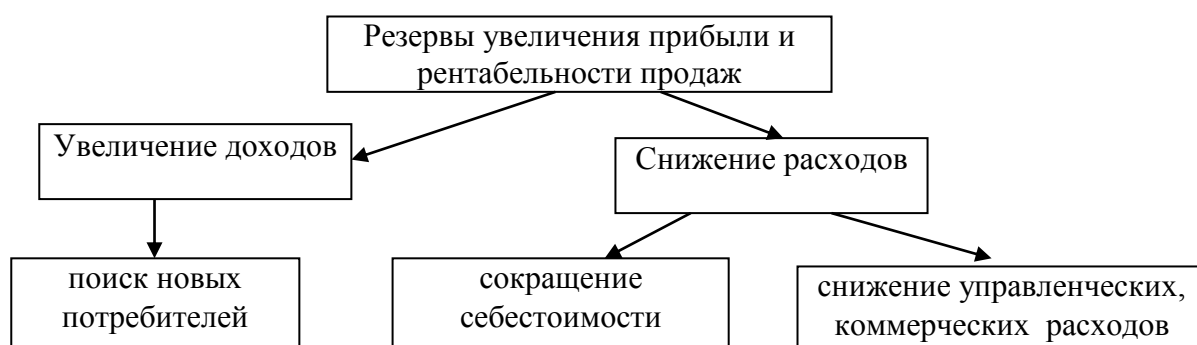 Резервы увеличения прибыли и
рентабельности продаж
Увеличение доходов
Снижение расходов
поиск новых
потребителей
сокращение
себестоимости
снижение управленческих,
коммерческих расходов